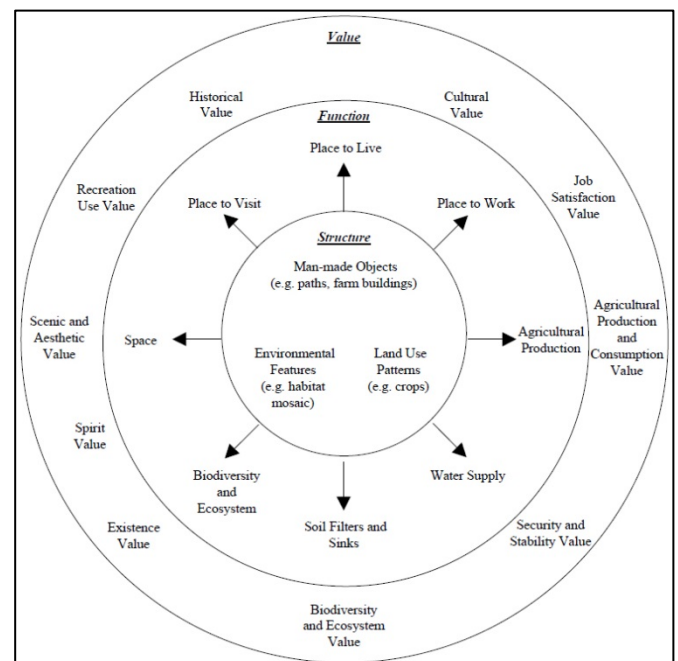 Value
Historical
Value
Cultural
Value
Function
Place to Live
Recreation
Use Value
Place to Visit
Place to Work
Job
Satisfaction
Value
Structure
Man-made Objects
(e.g. paths, farm buildings)
Scenic and
Aesthetic
Value
Space
Environmental
Features
(e.g. habitat
mosaic)
Land Use
Patterns
(e.g. crops)
Agricultural
Production
Agricultural
Production
and
Consumption
Value
Spirit
Value
Biodiversity
and
Ecosystem
Water Supply
Existence
Value
Soil Filters and
Sinks
Security and
Stability Value
Biodiversity
and Ecosystem
Value